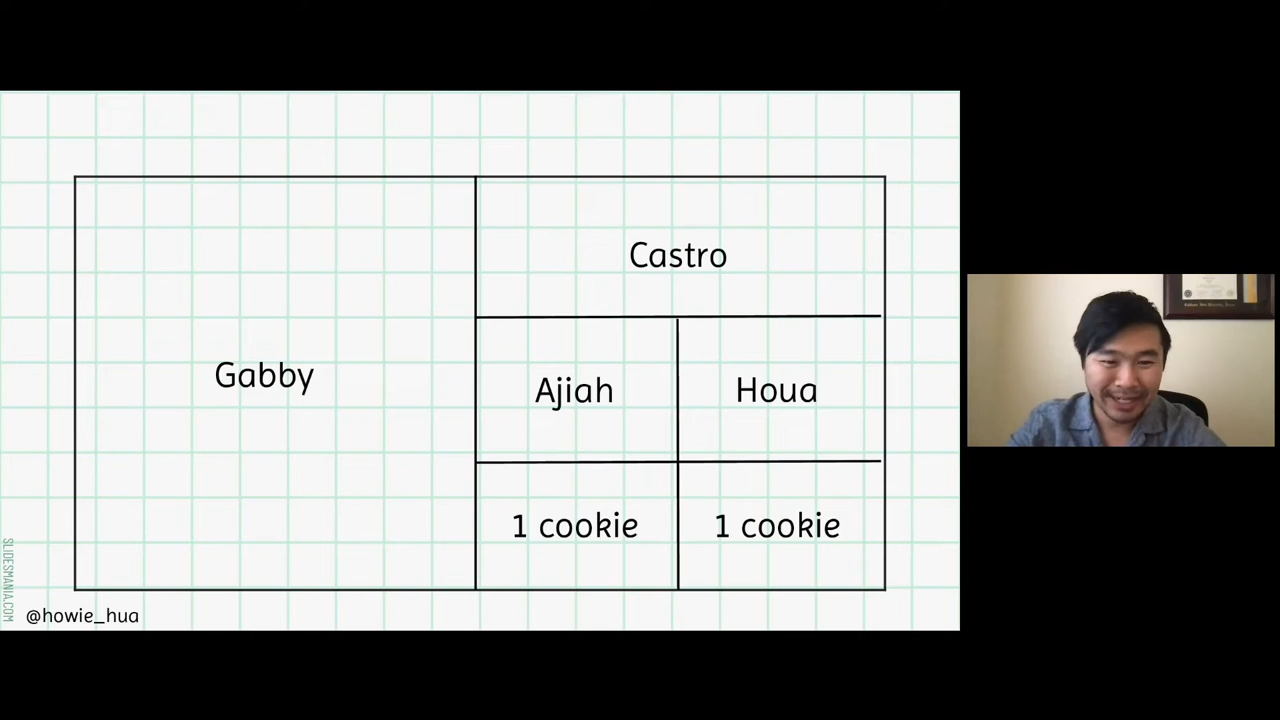 Castro
Gabby
Ajiah
Houa
1 cookie
1 cookie
SLIDESMANIA.COM
@howie_hua